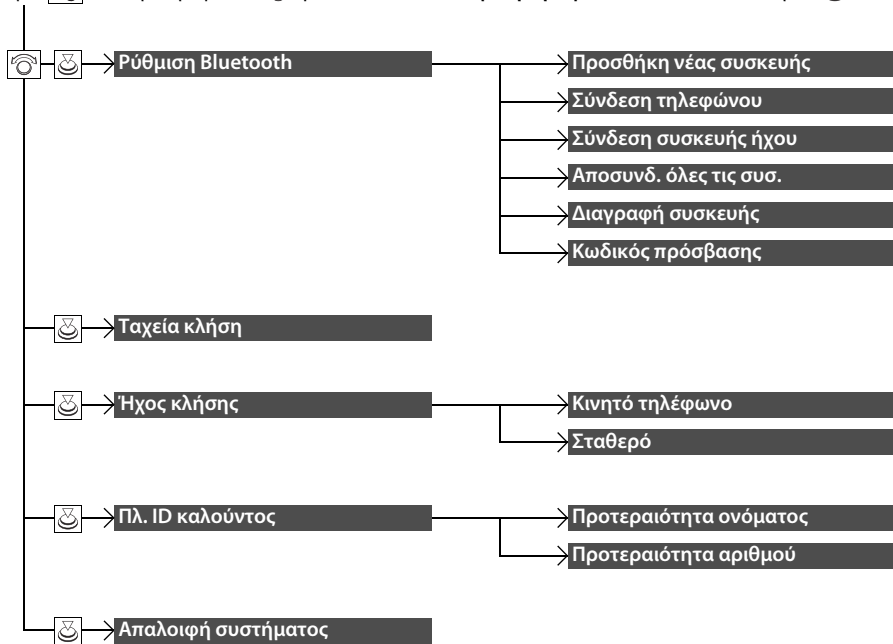 Ρύθμιση Bluetooth
Προσθήκη νέας συσκευής
Σύνδεση τηλεφώνου
Σύνδεση συσκευής ήχου
Αποσυνδ. όλες τις συσ.
Διαγραφή συσκευής
Κωδικός πρόσβασης
Ταχεία κλήση
Ήχος κλήσης
Κινητό τηλέφωνο
Σταθερό
Πλ. ID καλούντος
Προτεραιότητα ονόματος
Προτεραιότητα αριθμού
Απαλοιφή συστήματος